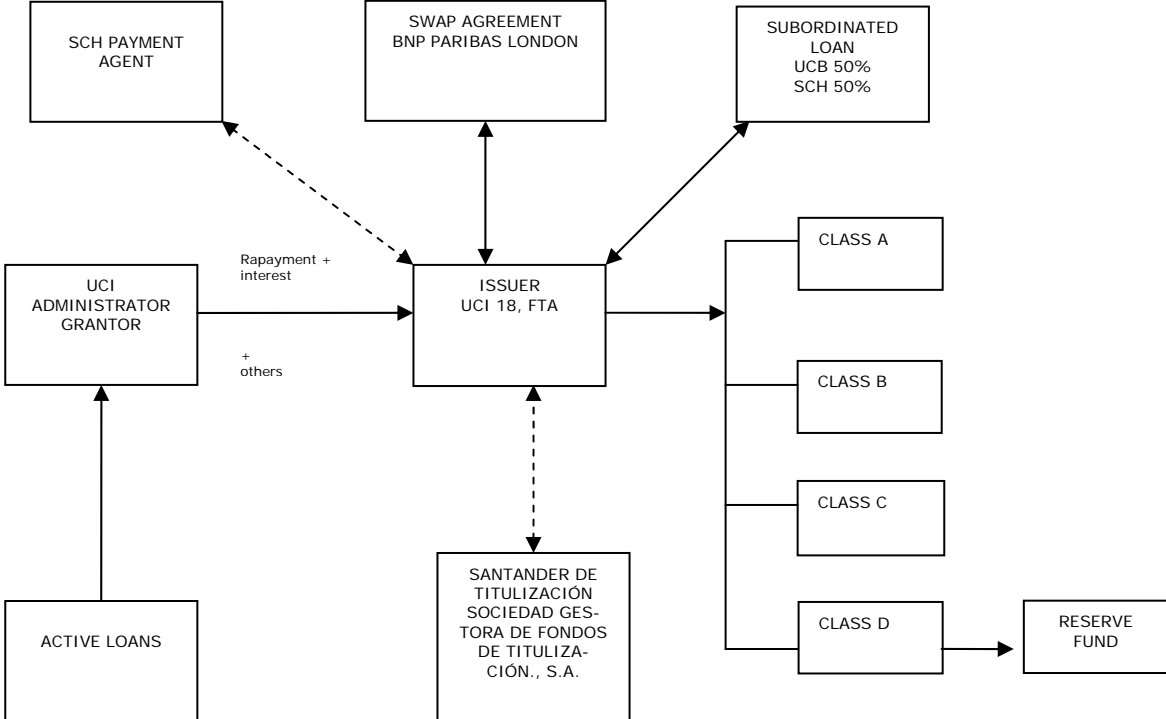 SCH PAYMENT
AGENT
SWAP AGREEMENT
BNP PARIBAS LONDON
SUBORDINATED
LOAN
UCB 50%
SCH 50%
UCI
ADMINISTRATOR
GRANTOR
Rapayment +
interest
+
others
ISSUER
UCI 18, FTA
CLASS A
CLASS B
CLASS C
CLASS D
RESERVE
FUND
ACTIVE LOANS
SANTANDER DE
TITULIZACIÓN
SOCIEDAD GES-
TORA DE FONDOS
DE TITULIZA-
CIÓN., S.A.